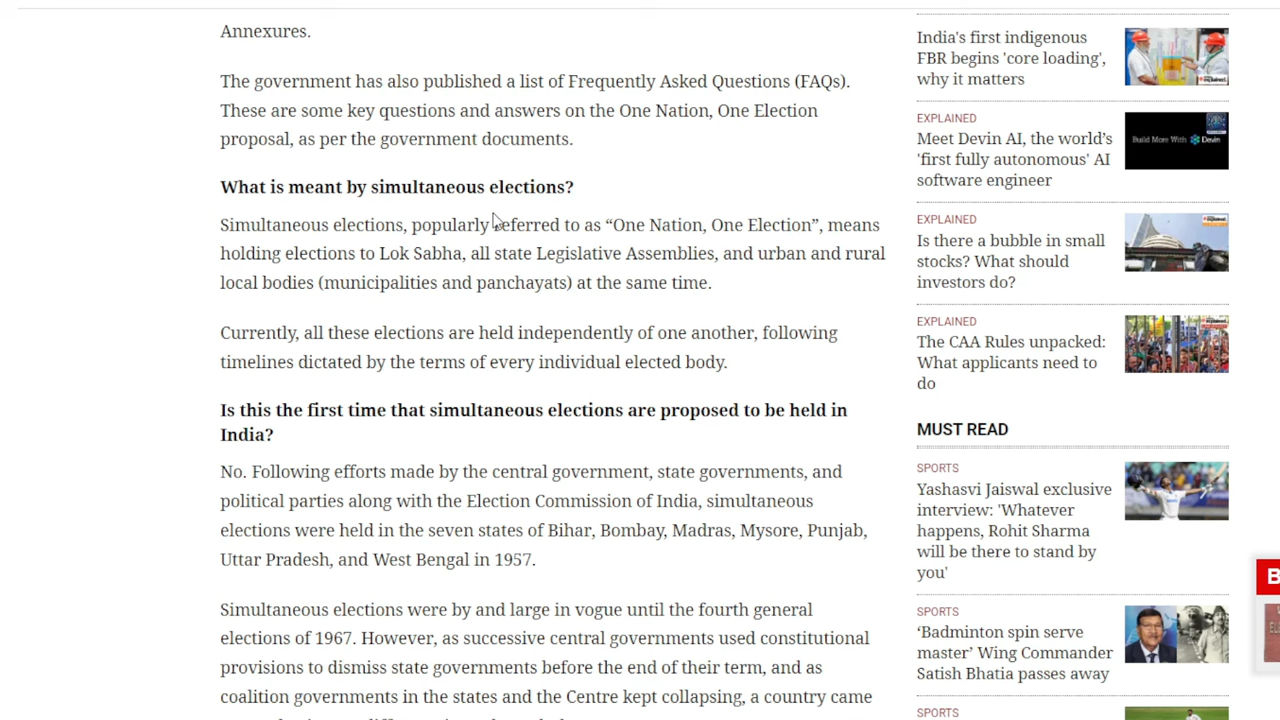 Annexures.
The government has also published a list of Frequently Asked Questions (FAQs).
These are some key questions and answers on the One Nation, One Election
proposal, as per the government documents.
What is meant by simultaneous elections?
Simultaneous elections, popularly referred to as “One Nation, One Election”, means
holding elections to Lok Sabha, all state Legislative Assemblies, and urban and rural
local bodies (municipalities and panchayats) at the same time.
Currently, all these elections are held independently of one another, following
timelines dictated by the terms of every individual elected body.
Is this the first time that simultaneous elections are proposed to be held in
India?
No. Following efforts made by the central government, state governments, and
political parties along with the Election Commission of India, simultaneous
elections were held in the seven states of Bihar, Bombay, Madras, Mysore, Punjab,
Uttar Pradesh, and West Bengal in 1957.
Simultaneous elections were by and large in vogue until the fourth general
elections of 1967. However, as successive central governments used constitutional
provisions to dismiss state governments before the end of their term, and as
coalition governments in the states and the Centre kept collapsing, a country came
India's first indigenous
FBR begins 'core loading',
why it matters
EXPLAINED
Meet Devin AI, the world’s
'first fully autonomous' AI
software engineer
Build More With Devin
EXPLAINED
Is there a bubble in small
stocks? What should
investors do?
EXPLAINED
The CAA Rules unpacked:
What applicants need to
do
MUST READ
SPORTS
Yashasvi Jaiswal exclusive
interview: 'Whatever
happens, Rohit Sharma
will be there to stand by
you'
SPORTS
‘Badminton spin serve
master’ Wing Commander
Satish Bhatia passes away
SPORTS